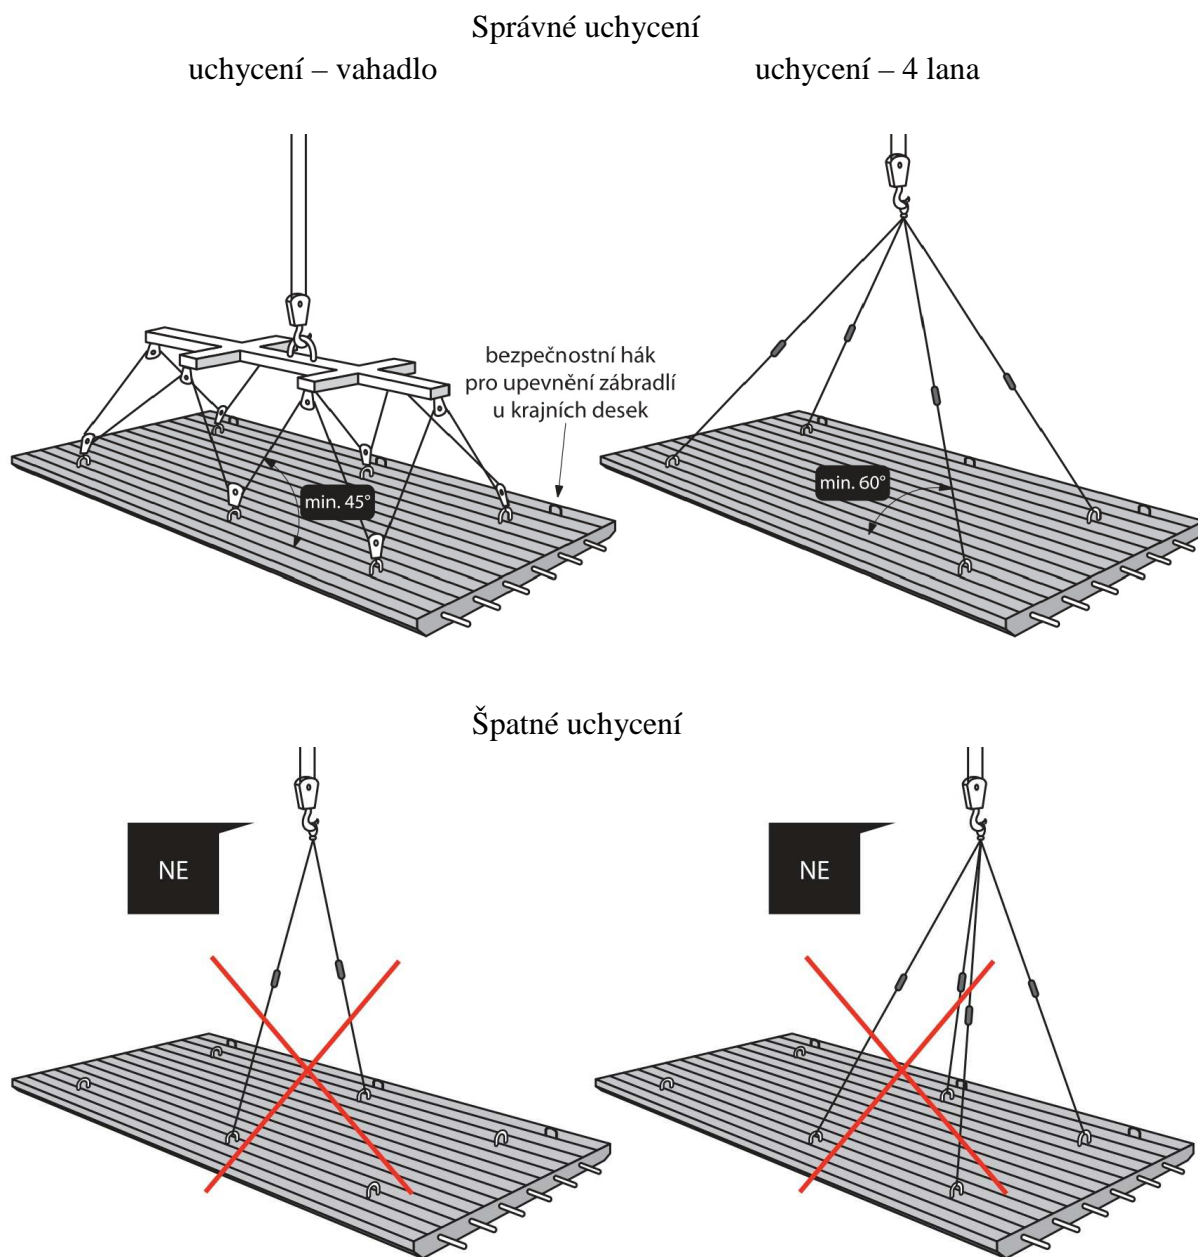 Správné uchycení
uchycení – vahadlo
uchycení – 4 lana
bezpečnostní hák
pro upevnění zábradlí
u krajních desek
min. 45°
min. 60°
Špatné uchycení
NE
NE